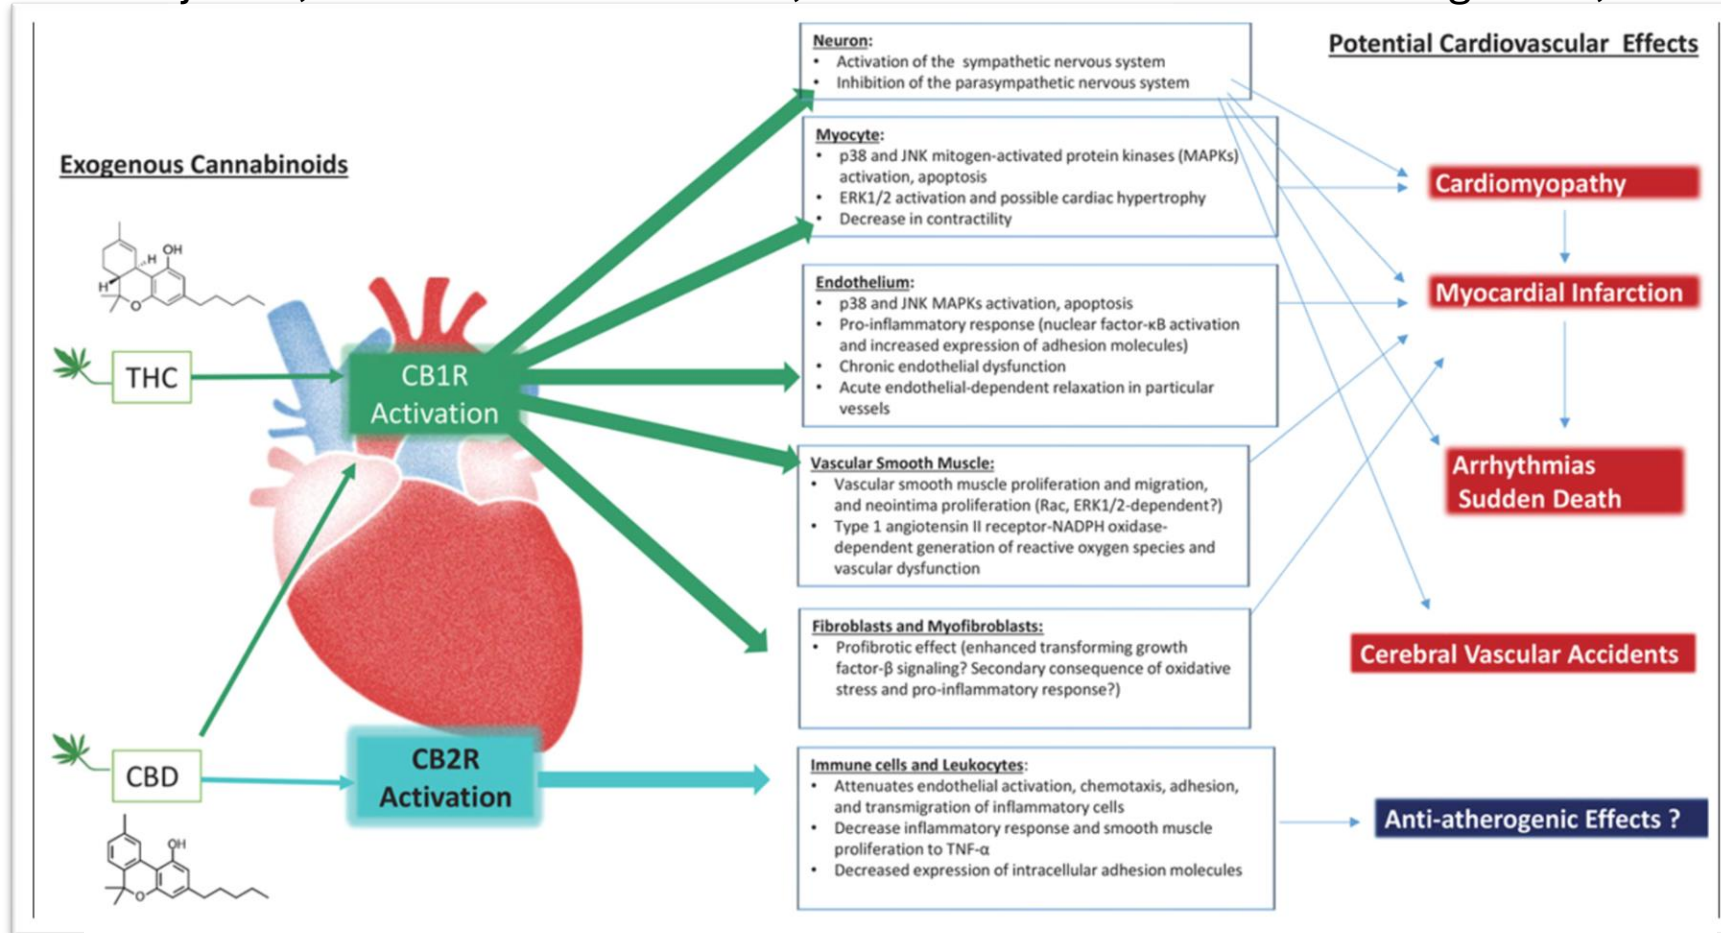 Exogenous Cannabinoids
OH
H
H
O
THC
CBD
OH
O
CB1R
Activation
CB2R
Activation
Neuron:
• Activation of the sympathetic nervous system
• Inhibition of the parasympathetic nervous system
Myocyte:
• p38 and JNK mitogen-activated protein kinases (MAPKs)
activation, apoptosis
• ERK1/2 activation and possible cardiac hypertrophy
• Decrease in contractility
Endothelium:
• p38 and JNK MAPKs activation, apoptosis
• Pro-inflammatory response (nuclear factor-κB activation
and increased expression of adhesion molecules)
• Chronic endothelial dysfunction
• Acute endothelial-dependent relaxation in particular
vessels
Vascular Smooth Muscle:
• Vascular smooth muscle proliferation and migration,
and neointima proliferation (Rac, ERK1/2-dependent?)
• Type 1 angiotensin II receptor-NADPH oxidase-
dependent generation of reactive oxygen species and
vascular dysfunction
Fibroblasts and Myofibroblasts:
• Profibrotic effect (enhanced transforming growth
factor-β signaling? Secondary consequence of oxidative
stress and pro-inflammatory response?)
Immune cells and Leukocytes:
• Attenuates endothelial activation, chemotaxis, adhesion,
and transmigration of inflammatory cells
• Decrease inflammatory response and smooth muscle
proliferation to TNF-α
• Decreased expression of intracellular adhesion molecules
Potential Cardiovascular Effects
Cardiomyopathy
Myocardial Infarction
Arrhythmias
Sudden Death
Cerebral Vascular Accidents
Anti-atherogenic Effects ?